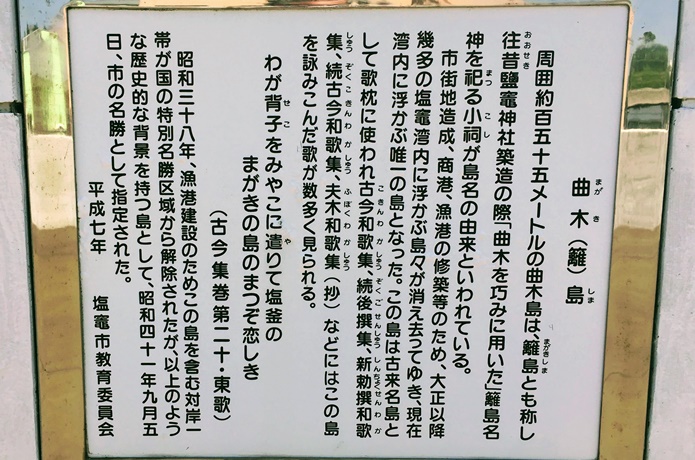 曲木(籬)島
周囲約百五十五メートルの曲木島は、籬島とも称し
往昔鹽竈神社築造の際「曲木を巧みに用いた」籬島名
神を祀る小祠が島名の由来といわれている。
市街地造成、商港、漁港の修築等のため、大正以降
幾多の塩竈湾内に浮かぶ島々が消え去ってゆき、現在
湾内に浮かぶ唯一の島となった。この島は古来名島と
して歌枕に使われ古今和歌集、続後撰集、新勅撰和歌
集、続古今和歌集、夫木和歌集(抄)などにはこの島
を詠みこんだ歌が数多く見られる。
わが背子をみやこに遣りて塩釜の
まがきの島のまつぞ恋しき
(古今集巻第二十・東歌)
昭和三十八年、漁港建設のためこの島を含む対岸一
帯が国の特別名勝区域から解除されたが、以上のよう
な歴史的な背景を持つ島として、昭和四十一年九月五
日、市の名勝として指定された。
平成七年 塩竈市教育委員会